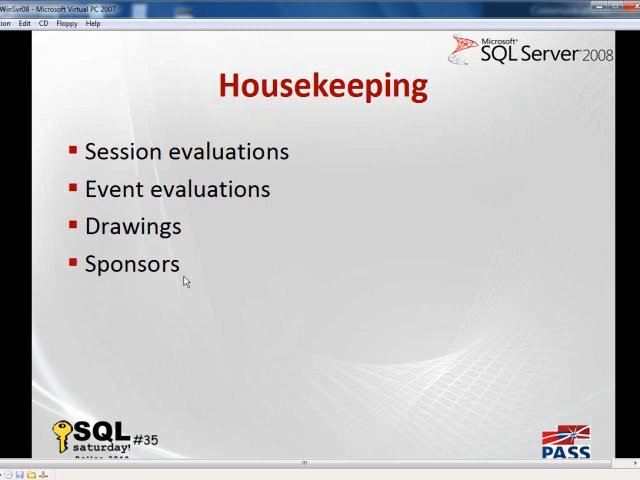 WinSvr08 - Microsoft Virtual PC 2007
Edit CD Floppy Help
Microsoft®
SQL Server® 2008
Housekeeping
Session evaluations
Event evaluations
Drawings
Sponsors
SQL
saturday!
#35
PASS